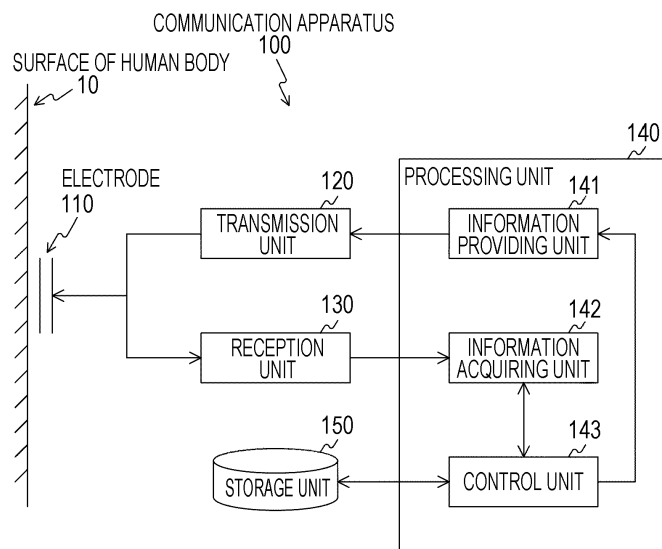 COMMUNICATION APPARATUS
100
SURFACE OF HUMAN BODY
10
140
ELECTRODE
110
120
TRANSMISSION
UNIT
PROCESSING UNIT
141
INFORMATION
PROVIDING UNIT
130
RECEPTION
UNIT
142
INFORMATION
ACQUIRING UNIT
150
STORAGE UNIT
143
CONTROL UNIT